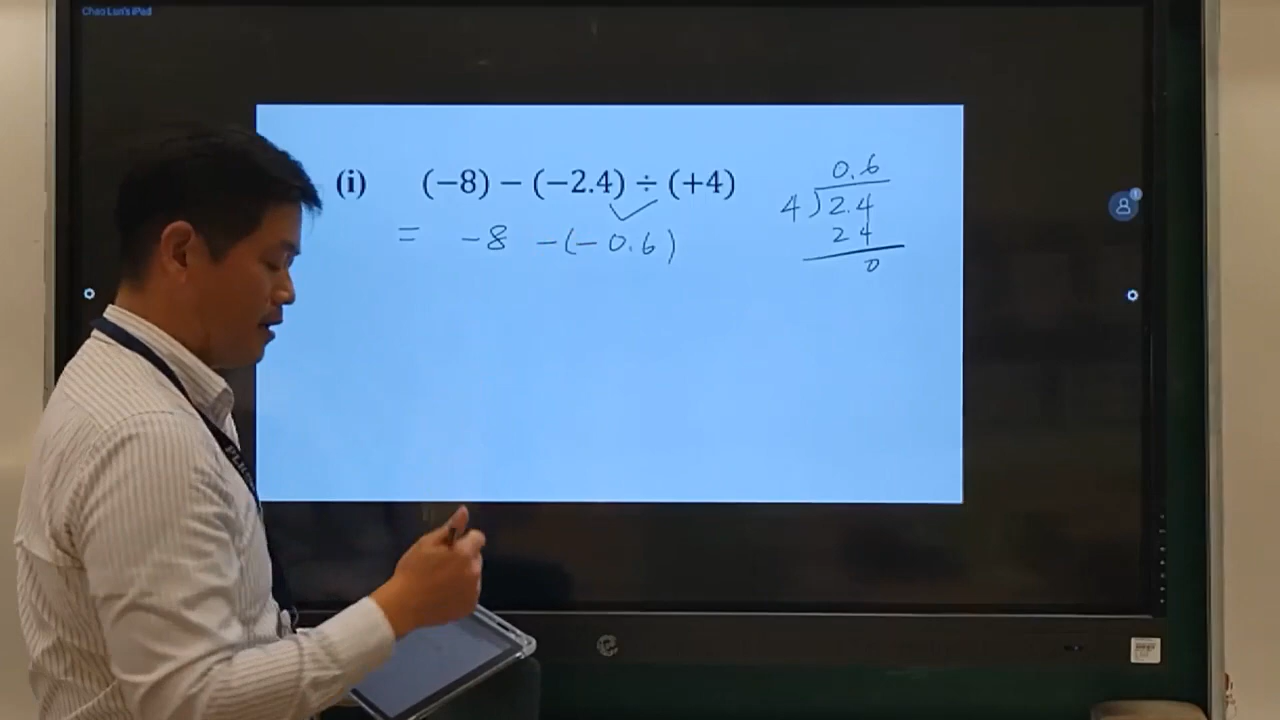 Chao Lun's iPad
(i) (−8) − (−2.4) ÷ (+4)
= -8 -(-0.6)
0.6
4)2.4
24
0